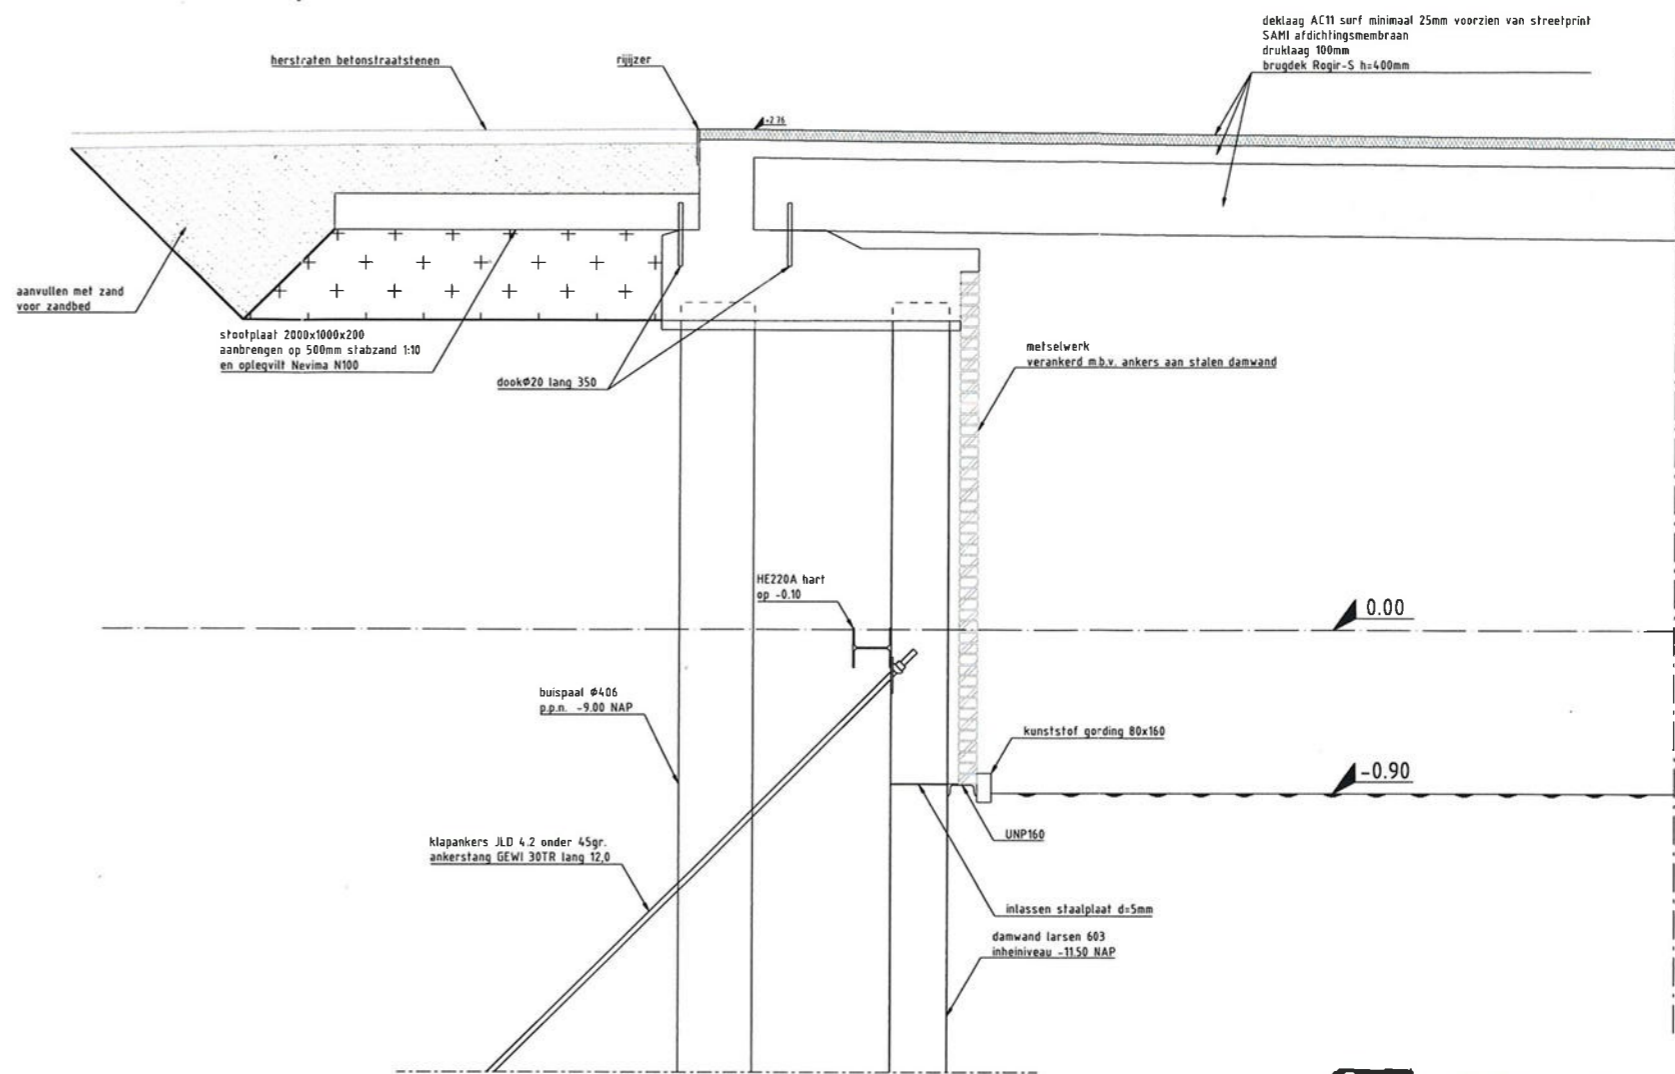 deklaag AC11 surf minimaal 25mm voorzien van streetprint
SAMI afdichtingsmembraan
druklaag 100mm
brugdek Rogir-S h=400mm
herstraten betonstraatstenen
rijijzer
+2.76
aanvullen met zand
voor zandbed
stootplaat 2000x1000x200
aanbrengen op 500mm stabzand 1:10
en oplegvilt Nevima N100
dookØ20 lang 350
metselwerk
verankerd m.b.v. ankers aan stalen damwand
HE220A hart
op -0.10
0.00
buispaal Ø406
p.p.n. -9.00 NAP
kunststof gording 80x160
-0.90
UNP160
klapankers JLD 4.2 onder 45gr.
ankerstang GEWI 30TR lang 12,0
inlassen staalplaat d=5mm
damwand larsen 603
inheiniveau -11.50 NAP